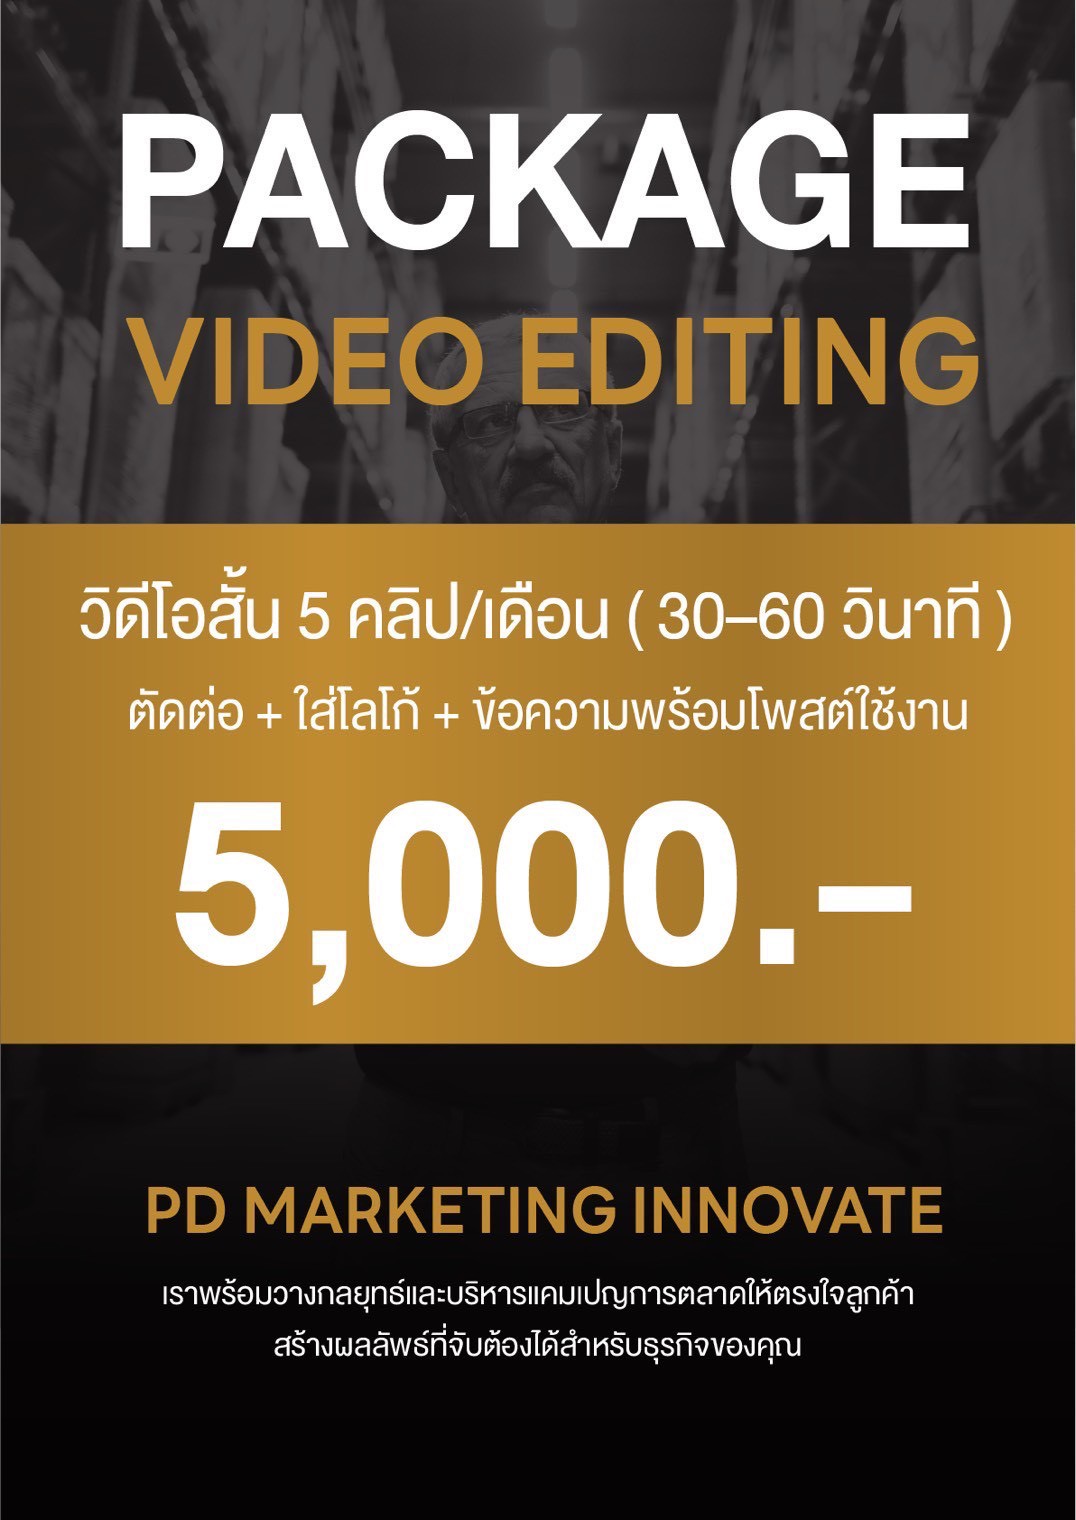 PACKAGE
VIDEO EDITING
วิดีโอสั้น 5 คลิป/เดือน ( 30–60 วินาที )
ตัดต่อ + ใส่โลโก้ + ข้อความพร้อมโพสต์ใช้งาน
5,000.-
PD MARKETING INNOVATE
เราพร้อมวางกลยุทธ์และบริหารแคมเปญการตลาดให้ตรงใจลูกค้า
สร้างผลลัพธ์ที่จับต้องได้สำหรับธุรกิจของคุณ